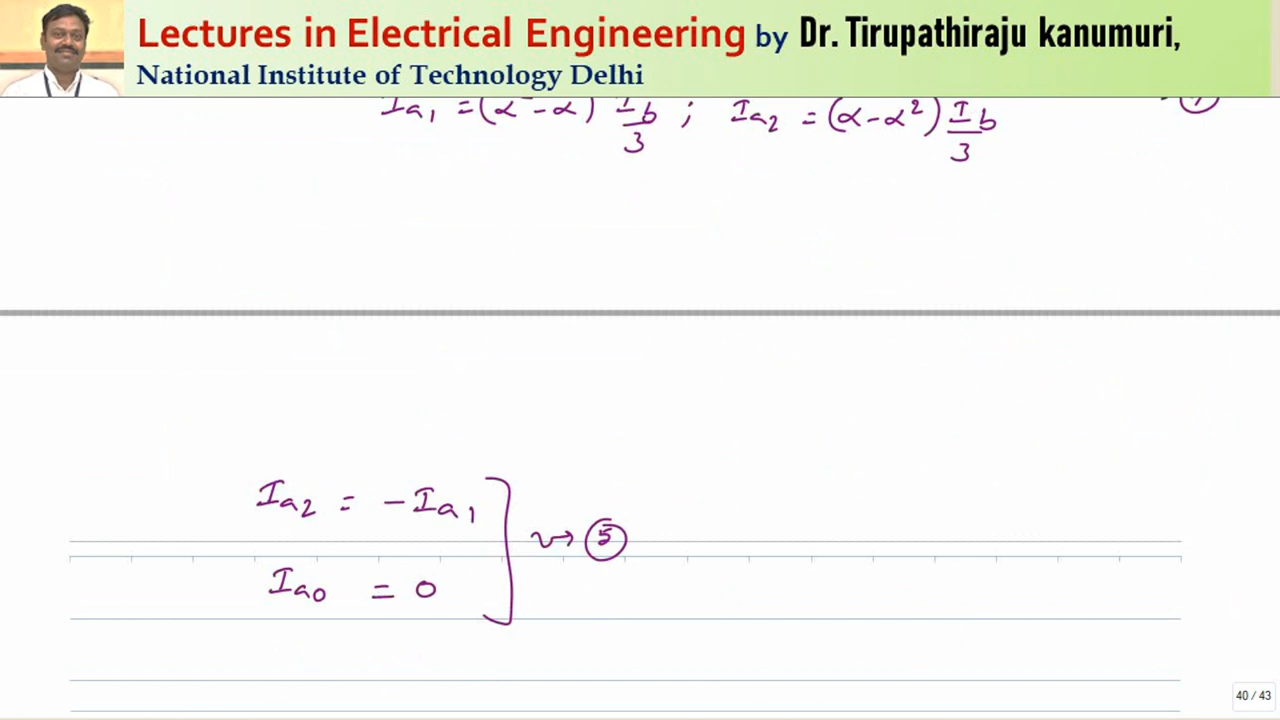 Lectures in Electrical Engineering by Dr. Tirupathiraju kanumuri,
National Institute of Technology Delhi
Ia1 = (α² - α) Ib/3 ; Ia2 = (α - α²) Ib/3
Ia2 = - Ia1
→ 5
Ia0 = 0
40 / 43